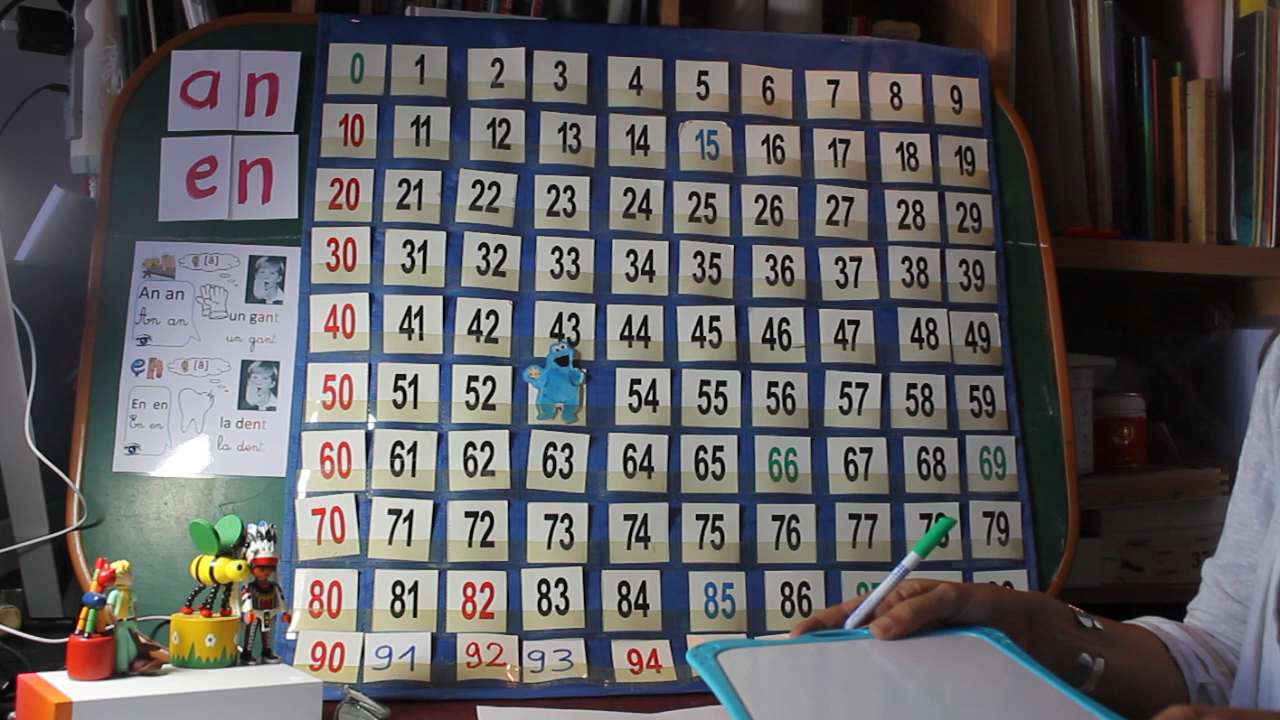 an
en
[ã]
An an
An an
un gant
un gant
en [ã]
En en
En en
la dent
la dent
0 1 2 3 4 5 6 7 8 9
10 11 12 13 14 15 16 17 18 19
20 21 22 23 24 25 26 27 28 29
30 31 32 33 34 35 36 37 38 39
40 41 42 43 44 45 46 47 48 49
50 51 52 54 55 56 57 58 59
60 61 62 63 64 65 66 67 68 69
70 71 72 73 74 75 76 77 78 79
80 81 82 83 84 85 86
90 91 92 93 94